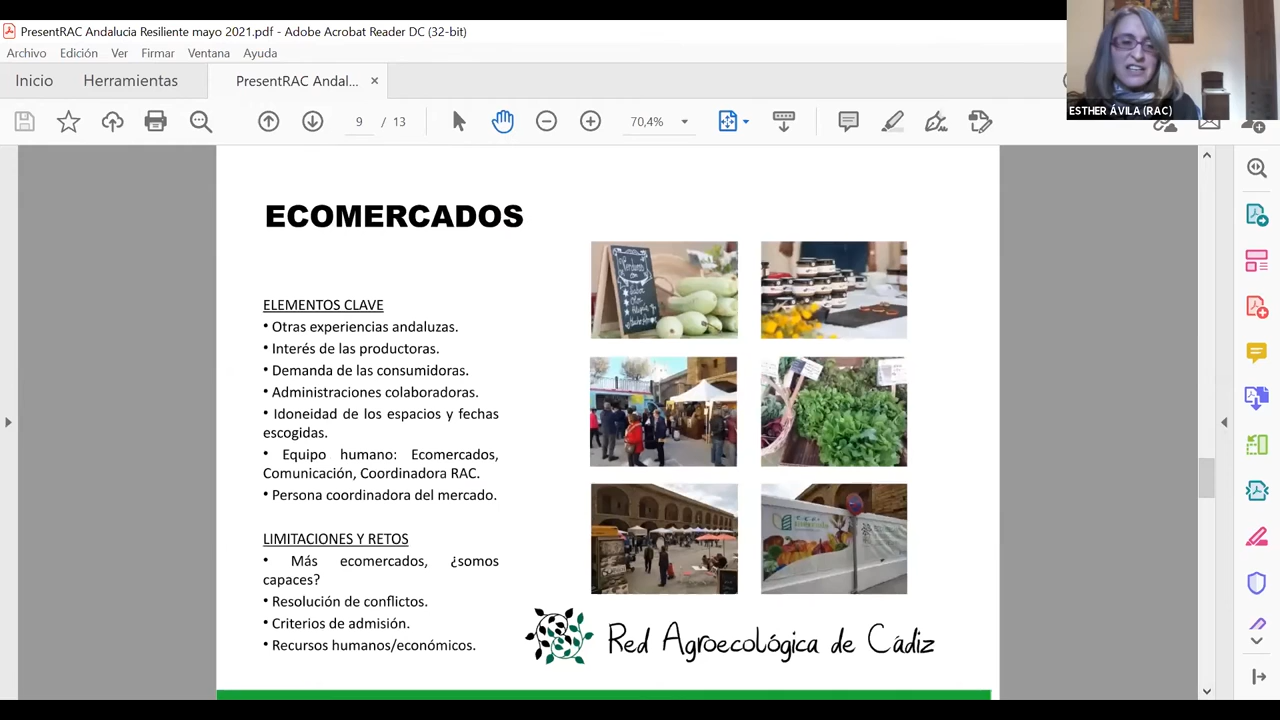 PresentRAC Andalucia Resiliente mayo 2021.pdf - Adobe Acrobat Reader DC (32-bit)
Archivo Edición Ver Firmar Ventana Ayuda
Inicio Herramientas PresentRAC Andal... ×
ESTHER ÁVILA (RAC)
9 / 13 70,4%
ECOMERCADOS
ELEMENTOS CLAVE
• Otras experiencias andaluzas.
• Interés de las productoras.
• Demanda de las consumidoras.
• Administraciones colaboradoras.
• Idoneidad de los espacios y fechas
escogidas.
• Equipo humano: Ecomercados,
Comunicación, Coordinadora RAC.
• Persona coordinadora del mercado.
LIMITACIONES Y RETOS
• Más ecomercados, ¿somos
capaces?
• Resolución de conflictos.
• Criterios de admisión.
• Recursos humanos/económicos.
Verduras
con
Sabor
Olor
Red Agroecológica de Cádiz